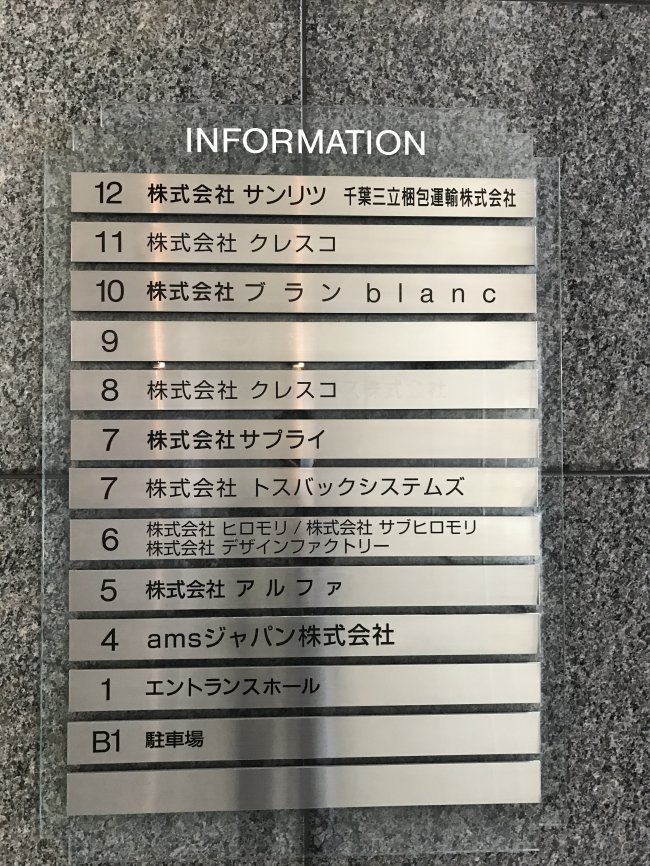 INFORMATION
12 株式会社 サンリツ 千葉三立梱包運輸株式会社
11 株式会社 クレスコ
10 株式会社 ブラン blanc
9
8 株式会社 クレスコ
7 株式会社サプライ
7 株式会社 トスバックシステムズ
6 株式会社 ヒロモリ / 株式会社 サブヒロモリ
株式会社 デザインファクトリー
5 株式会社 アルファ
4 amsジャパン株式会社
1 エントランスホール
B1 駐車場